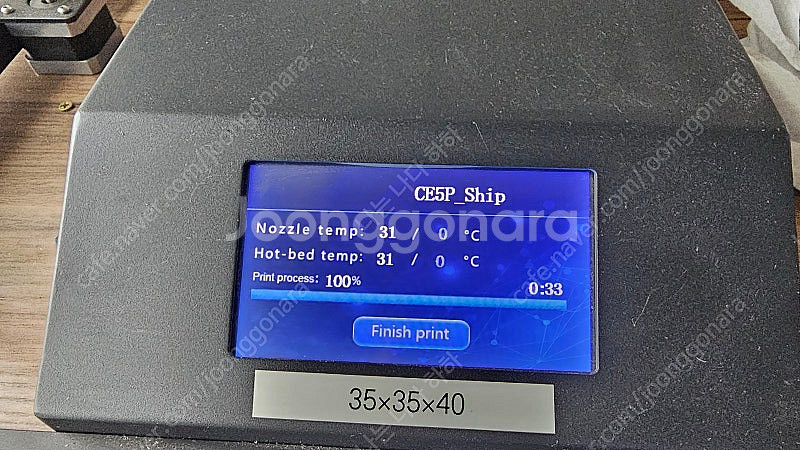 CE5P_Ship
Nozzle temp: 31 / 0 °C
Hot-bed temp: 31 / 0 °C
Print process: 100%
0:33
Finish print
35×35×40
Joonggonara
cafe.naver.com/joonggonara